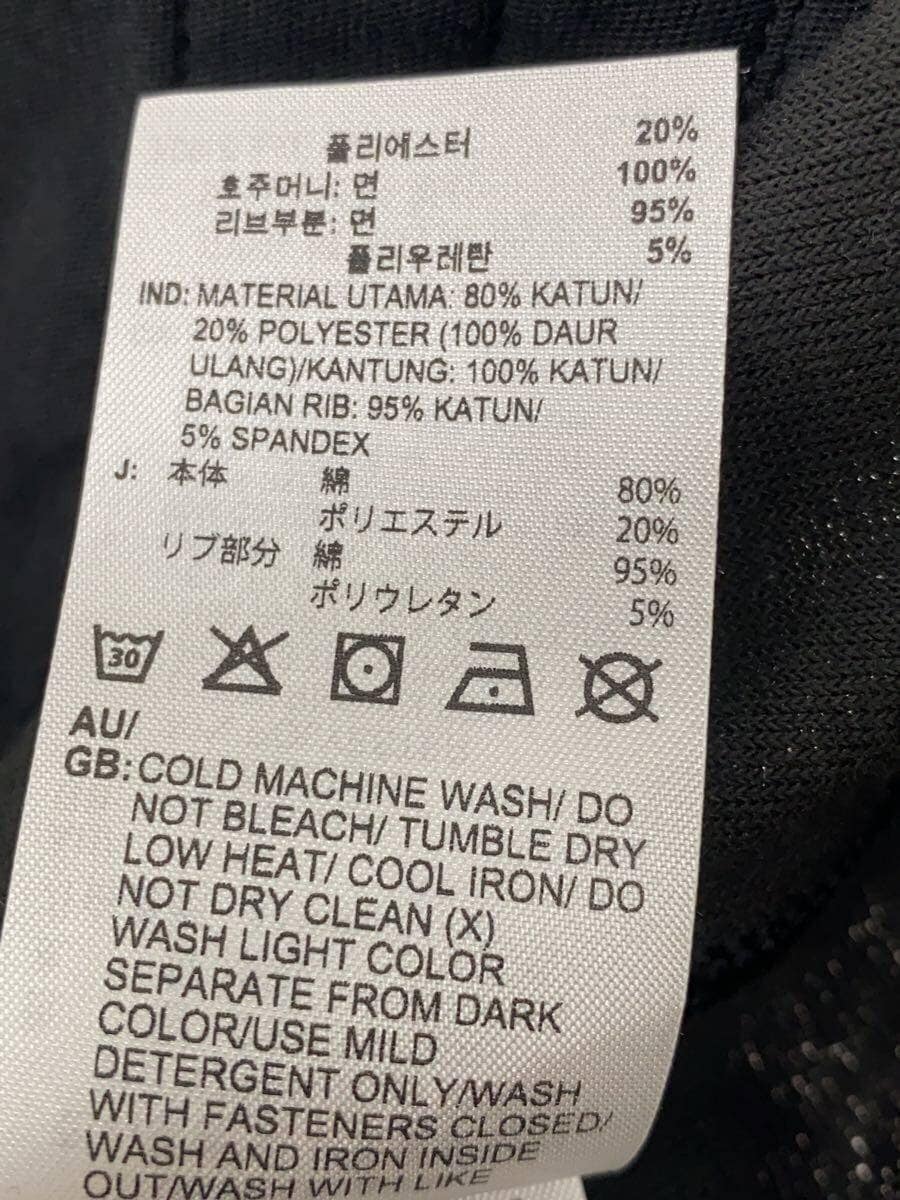 폴리에스터 20%
호주머니: 면 100%
리브부분: 면 95%
폴리우레탄 5%
IND: MATERIAL UTAMA: 80% KATUN/
20% POLYESTER (100% DAUR
ULANG)/KANTUNG: 100% KATUN/
BAGIAN RIB: 95% KATUN/
5% SPANDEX
J: 本体 綿 80%
ポリエステル 20%
リブ部分 綿 95%
ポリウレタン 5%
30
AU/
GB: COLD MACHINE WASH/ DO
NOT BLEACH/ TUMBLE DRY
LOW HEAT/ COOL IRON/ DO
NOT DRY CLEAN (X)
WASH LIGHT COLOR
SEPARATE FROM DARK
COLOR/USE MILD
DETERGENT ONLY/WASH
WITH FASTENERS CLOSED/
WASH AND IRON INSIDE
OUT/WASH WITH LIKE